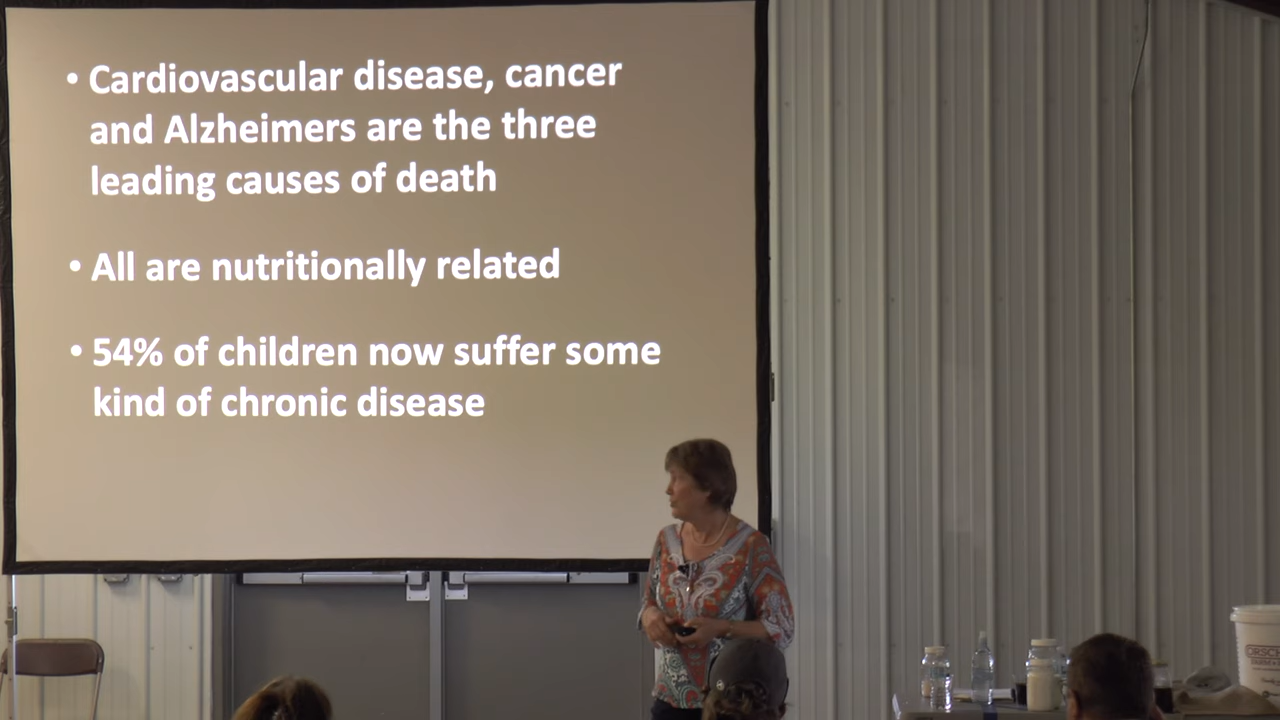 • Cardiovascular disease, cancer
and Alzheimers are the three
leading causes of death
• All are nutritionally related
• 54% of children now suffer some
kind of chronic disease